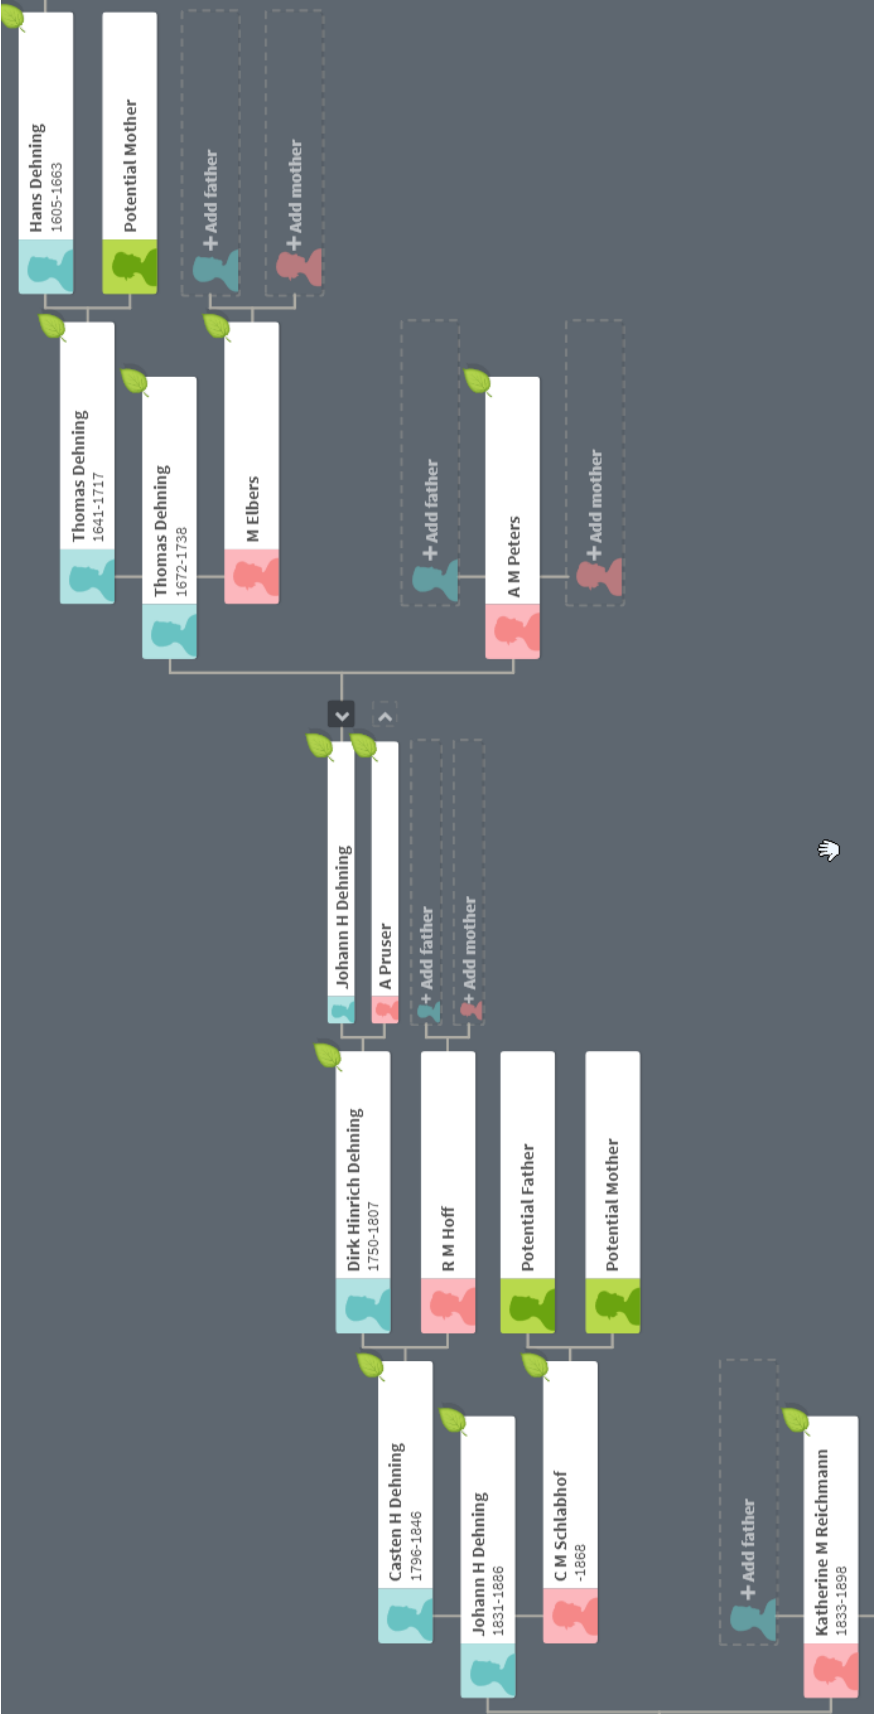 Hans Dehning
1605-1663
Potential Mother
+ Add father
+ Add mother
Thomas Dehning
1641-1717
Thomas Dehning
1672-1738
M Elbers
+ Add father
A M Peters
+ Add mother
Johann H Dehning
A Pruser
+ Add father
+ Add mother
Dirk Hinrich Dehning
1750-1807
R M Hoff
Potential Father
Potential Mother
Casten H Dehning
1796-1846
Johann H Dehning
1831-1886
C M Schlabhof
-1868
+ Add father
Katherine M Reichmann
1833-1898